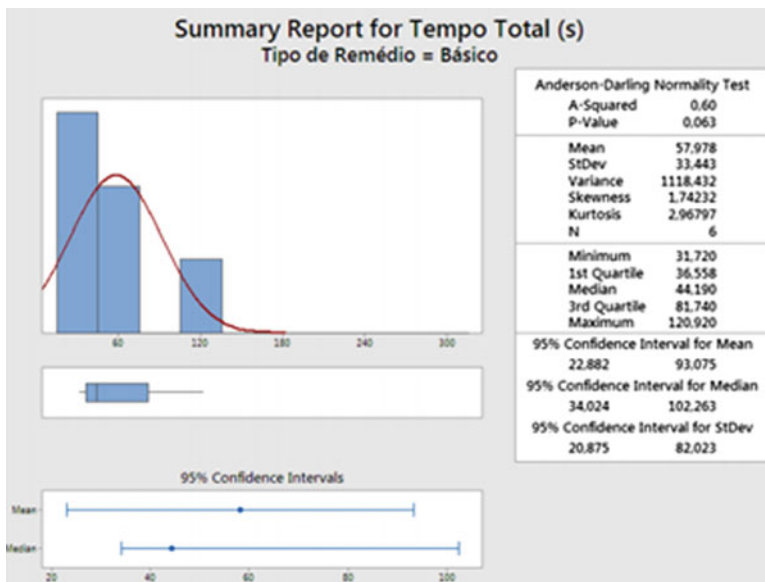 Summary Report for Tempo Total (s)
Tipo de Remédio = Básico
Anderson-Darling Normality Test
A-Squared 0,60
P-Value 0,063
Mean 57,978
StDev 33,443
Variance 1118,432
Skewness 1,74232
Kurtosis 2,96797
N 6
Minimum 31,720
1st Quartile 36,558
Median 44,190
3rd Quartile 81,740
Maximum 120,920
95% Confidence Interval for Mean
22,882 93,075
95% Confidence Interval for Median
34,024 102,263
95% Confidence Interval for StDev
20,875 82,023
60 120 180 240 300
95% Confidence Intervals
Mean
Median
20 40 60 80 100